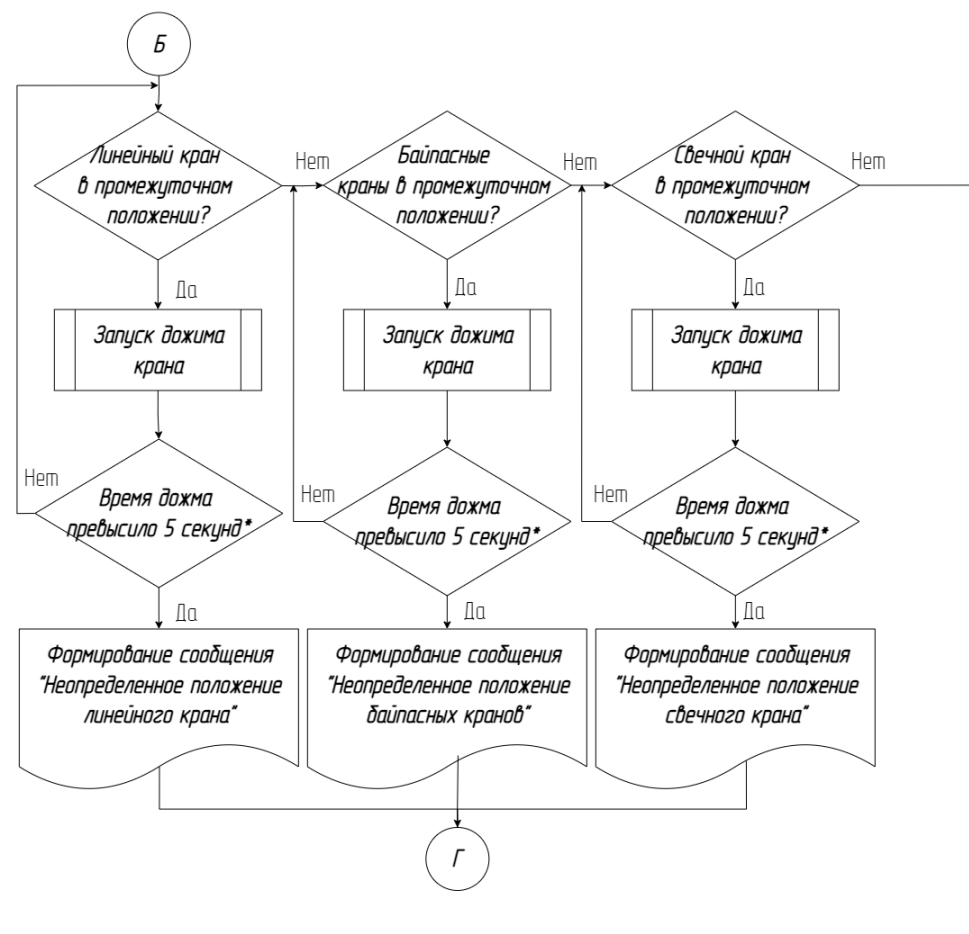 Б
Линейный кран
в промежуточном
положении?
Нет
Байпасные
краны в промежуточном
положении?
Нет
Свечной кран
в промежуточном
положении?
Нет
Да
Да
Да
Запуск дожима
крана
Запуск дожима
крана
Запуск дожима
крана
Нет
Время дожма
превысило 5 секунд*
Нет
Время дожма
превысило 5 секунд*
Нет
Время дожма
превысило 5 секунд*
Да
Да
Да
Формирование сообщения
"Неопределенное положение
линейного крана"
Формирование сообщения
"Неопределенное положение
байпасных кранов"
Формирование сообщения
"Неопределенное положение
свечного крана"
Г